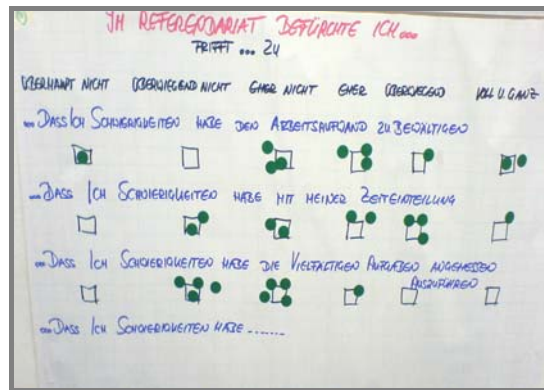 IM REFERENDARIAT BEFÜRCHTE ICH...
TRIFFT ... ZU
ÜBERHAUPT NICHT ÜBERWIEGEND NICHT EHER NICHT EHER ÜBERWIEGEND VOLL U. GANZ
...DASS ICH SCHWIERIGKEITEN HABE DEN ARBEITSAUFWAND ZU BEWÄLTIGEN
...DASS ICH SCHWIERIGKEITEN HABE MIT MEINER ZEITEINTEILUNG
...DASS ICH SCHWIERIGKEITEN HABE DIE VIELFÄLTIGEN AUFGABEN ANGEMESSEN
AUSZUFÜHREN
...DASS ICH SCHWIERIGKEITEN HABE ........